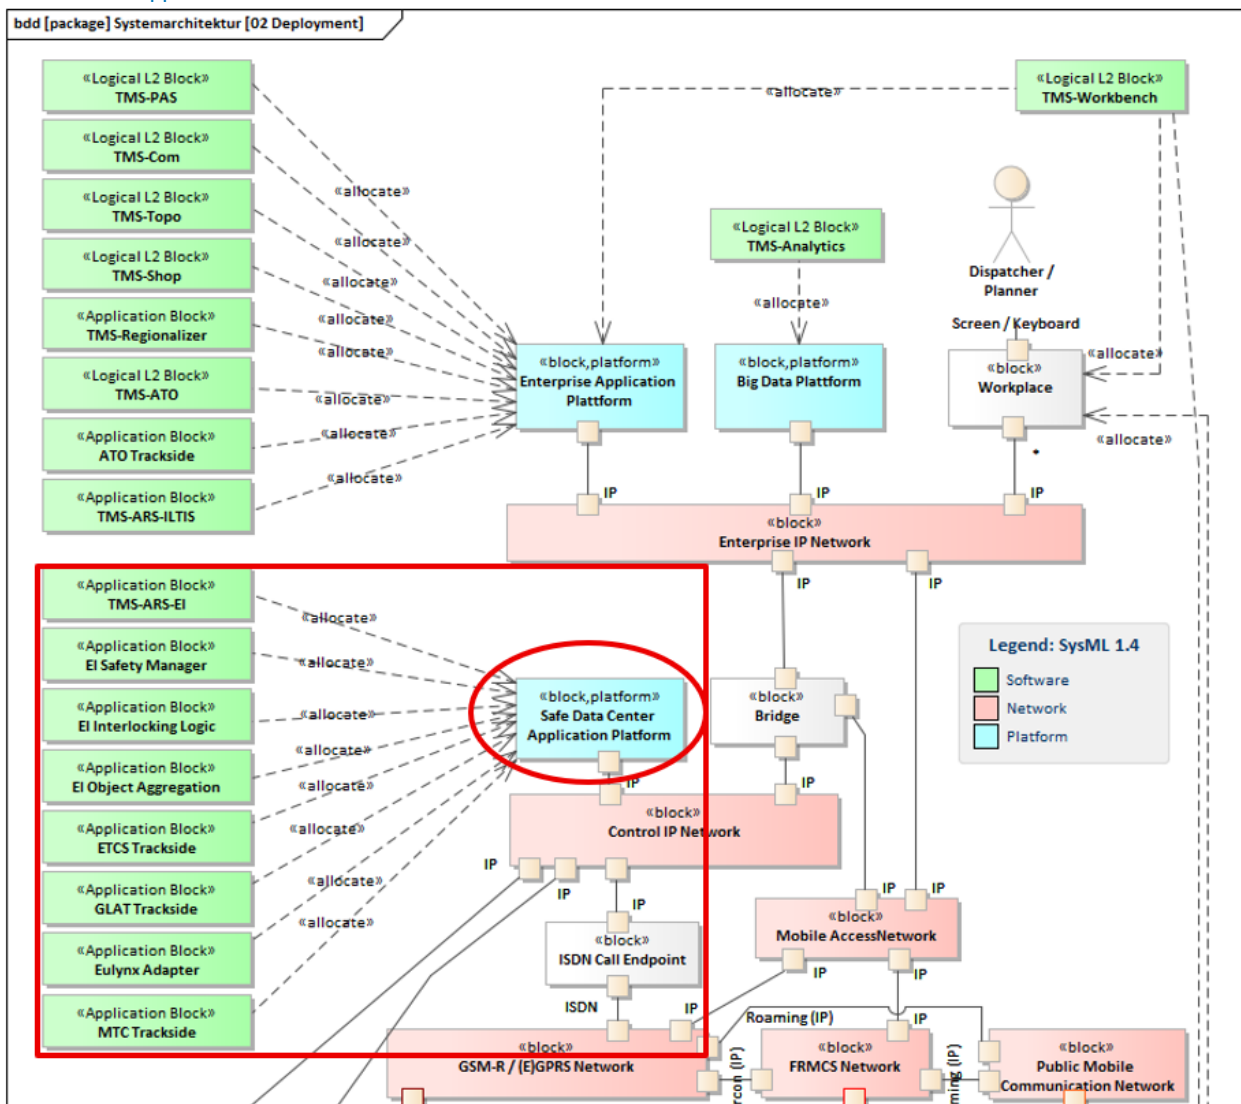 bdd [package] Systemarchitektur [02 Deployment]
«Logical L2 Block»
TMS-PAS
«Logical L2 Block»
TMS-Com
«Logical L2 Block»
TMS-Topo
«Logical L2 Block»
TMS-Shop
«Application Block»
TMS-Regionalizer
«Logical L2 Block»
TMS-ATO
«Application Block»
ATO Trackside
«Application Block»
TMS-ARS-ILTIS
«allocate»
«allocate»
«allocate»
«allocate»
«allocate»
«allocate»
«allocate»
«allocate»
«allocate»
«Logical L2 Block»
TMS-Workbench
«Logical L2 Block»
TMS-Analytics
«allocate»
Dispatcher /
Planner
Screen / Keyboard
«block,platform»
Enterprise Application
Plattform
«block,platform»
Big Data Plattform
«block»
Workplace
«allocate»
«allocate»
*
IP
IP
IP
«block»
Enterprise IP Network
IP
IP
«Application Block»
TMS-ARS-EI
«Application Block»
EI Safety Manager
«Application Block»
EI Interlocking Logic
«Application Block»
EI Object Aggregation
«Application Block»
ETCS Trackside
«Application Block»
GLAT Trackside
«Application Block»
Eulynx Adapter
«Application Block»
MTC Trackside
«allocate»
«allocate»
«allocate»
«allocate»
«allocate»
«allocate»
«allocate»
«allocate»
«block,platform»
Safe Data Center
Application Platform
«block»
Bridge
Legend: SysML 1.4
Software
Network
Platform
IP
IP
«block»
Control IP Network
IP
IP
IP
IP
IP
«block»
ISDN Call Endpoint
«block»
Mobile AccessNetwork
ISDN
IP
IP
IP
Roaming (IP)
IP
«block»
GSM-R / (E)GPRS Network
«block»
FRMCS Network
«block»
Public Mobile
Communication Network